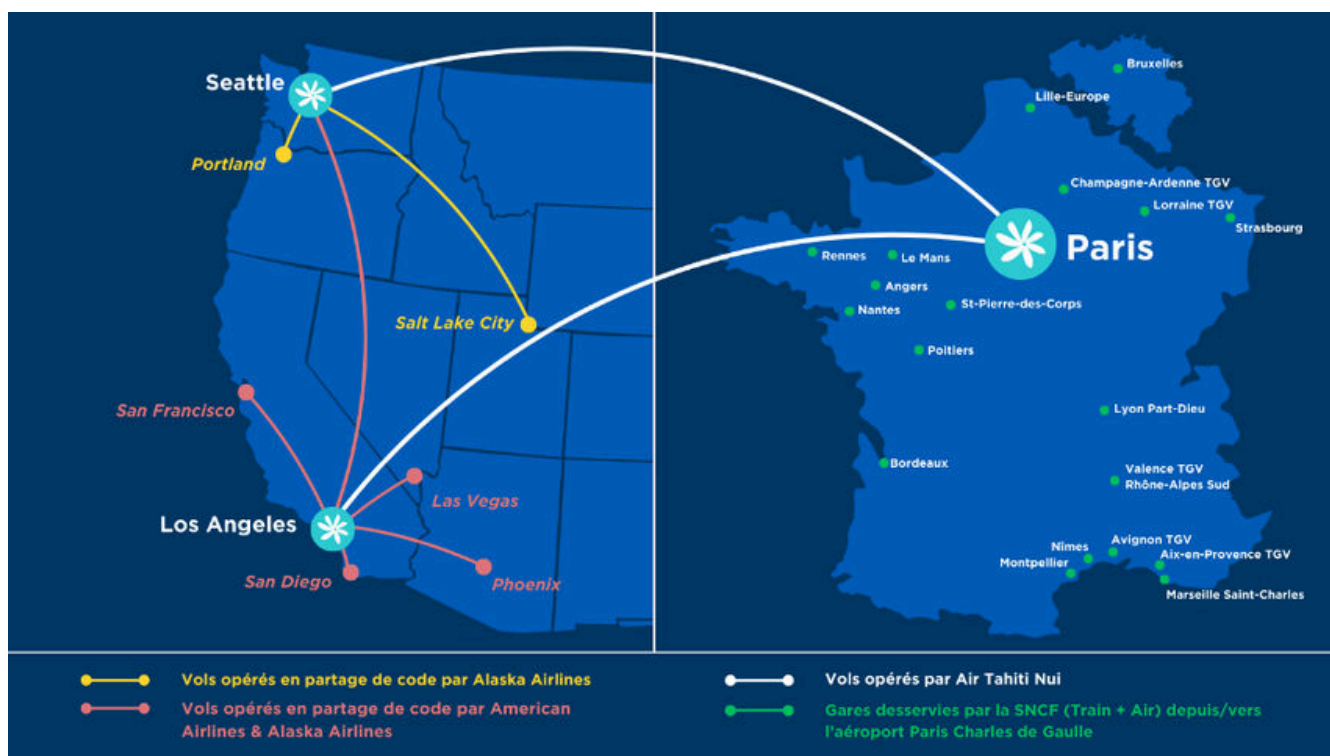 Seattle
Portland
Salt Lake City
San Francisco
Las Vegas
Los Angeles
San Diego
Phoenix
Bruxelles
Lille-Europe
Champagne-Ardenne TGV
Lorraine TGV
Strasbourg
Paris
Rennes
Le Mans
Angers
Nantes
St-Pierre-des-Corps
Poitiers
Lyon Part-Dieu
Bordeaux
Valence TGV
Rhône-Alpes Sud
Avignon TGV
Nîmes
Aix-en-Provence TGV
Montpellier
Marseille Saint-Charles
Vols opérés en partage de code par Alaska Airlines
Vols opérés en partage de code par American
Airlines & Alaska Airlines
Vols opérés par Air Tahiti Nui
Gares desservies par la SNCF (Train + Air) depuis/vers
l'aéroport Paris Charles de Gaulle